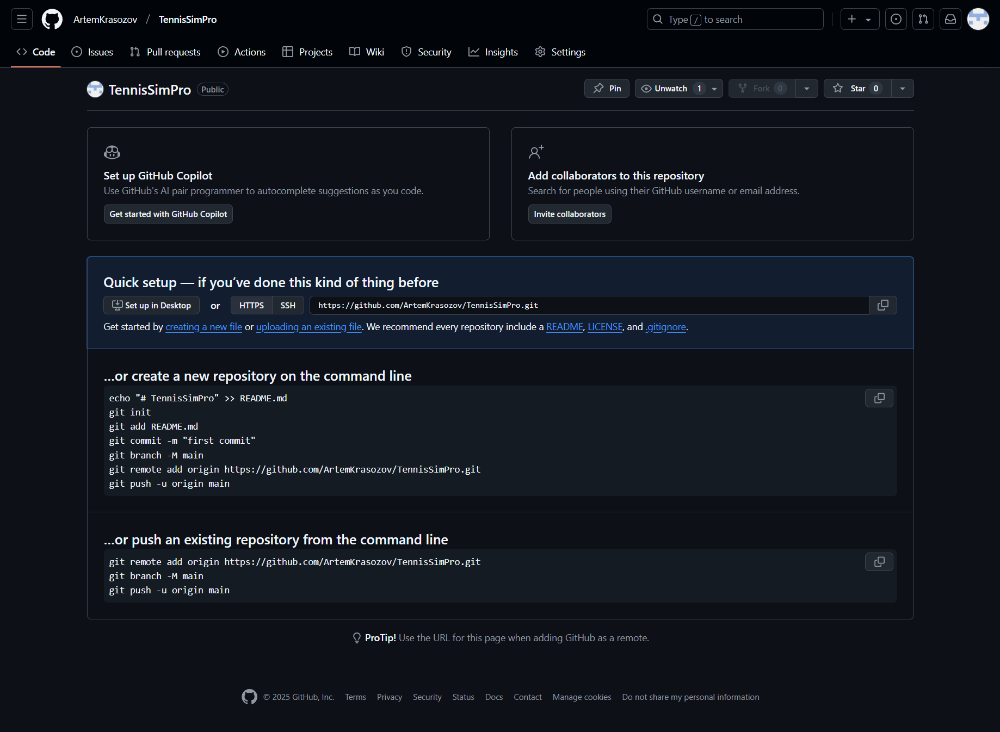 ArtemKrasozov / TennisSimPro
Type / to search
Code
Issues
Pull requests
Actions
Projects
Wiki
Security
Insights
Settings
TennisSimPro Public
Pin
Unwatch 1
Fork 0
Star 0
Set up GitHub Copilot
Use GitHub's AI pair programmer to autocomplete suggestions as you code.
Get started with GitHub Copilot
Add collaborators to this repository
Search for people using their GitHub username or email address.
Invite collaborators
Quick setup — if you’ve done this kind of thing before
Set up in Desktop or HTTPS SSH https://github.com/ArtemKrasozov/TennisSimPro.git
Get started by creating a new file or uploading an existing file. We recommend every repository include a README, LICENSE, and .gitignore.
…or create a new repository on the command line
echo "# TennisSimPro" >> README.md
git init
git add README.md
git commit -m "first commit"
git branch -M main
git remote add origin https://github.com/ArtemKrasozov/TennisSimPro.git
git push -u origin main
…or push an existing repository from the command line
git remote add origin https://github.com/ArtemKrasozov/TennisSimPro.git
git branch -M main
git push -u origin main
ProTip! Use the URL for this page when adding GitHub as a remote.
© 2025 GitHub, Inc. Terms Privacy Security Status Docs Contact Manage cookies Do not share my personal information